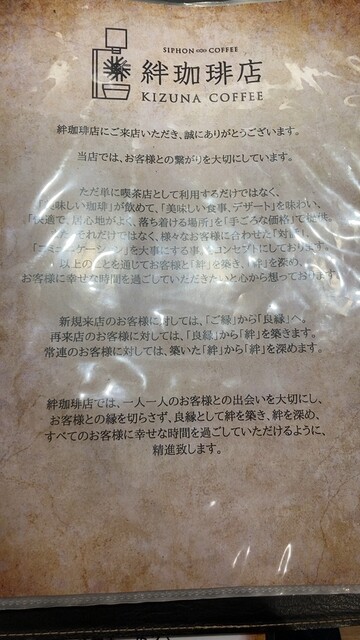 SIPHON COFFEE
絆珈琲店
KIZUNA COFFEE
絆珈琲店にご来店いただき、誠にありがとうございます。
当店では、お客様との繋がりを大切にしています。
ただ単に喫茶店として利用するだけではなく、
「美味しい珈琲」が飲めて、「美味しい食事、デザート」を味わい、
「快適で、居心地がよく、落ち着ける場所」を「手ごろな価格」で
それだけではなく、様々なお客様に合わせた「対話」
「コミュニケーション」を大事にする事をコンセプトにしております。
以上のことを通じてお客様と「絆」を築き、「絆」を深め、
お客様に幸せな時間を過ごしていただきたいと心から想っております。
新規来店のお客様に対しては、「ご縁」から「良縁」へ。
再来店のお客様に対しては、「良縁」から「絆」を築きます。
常連のお客様に対しては、築いた「絆」から「絆」を深めます。
絆珈琲店では、一人一人のお客様との出会いを大切にし、
お客様との縁を切らさず、良縁として絆を築き、絆を深め、
すべてのお客様に幸せな時間を過ごしていただけるように、
精進致します。